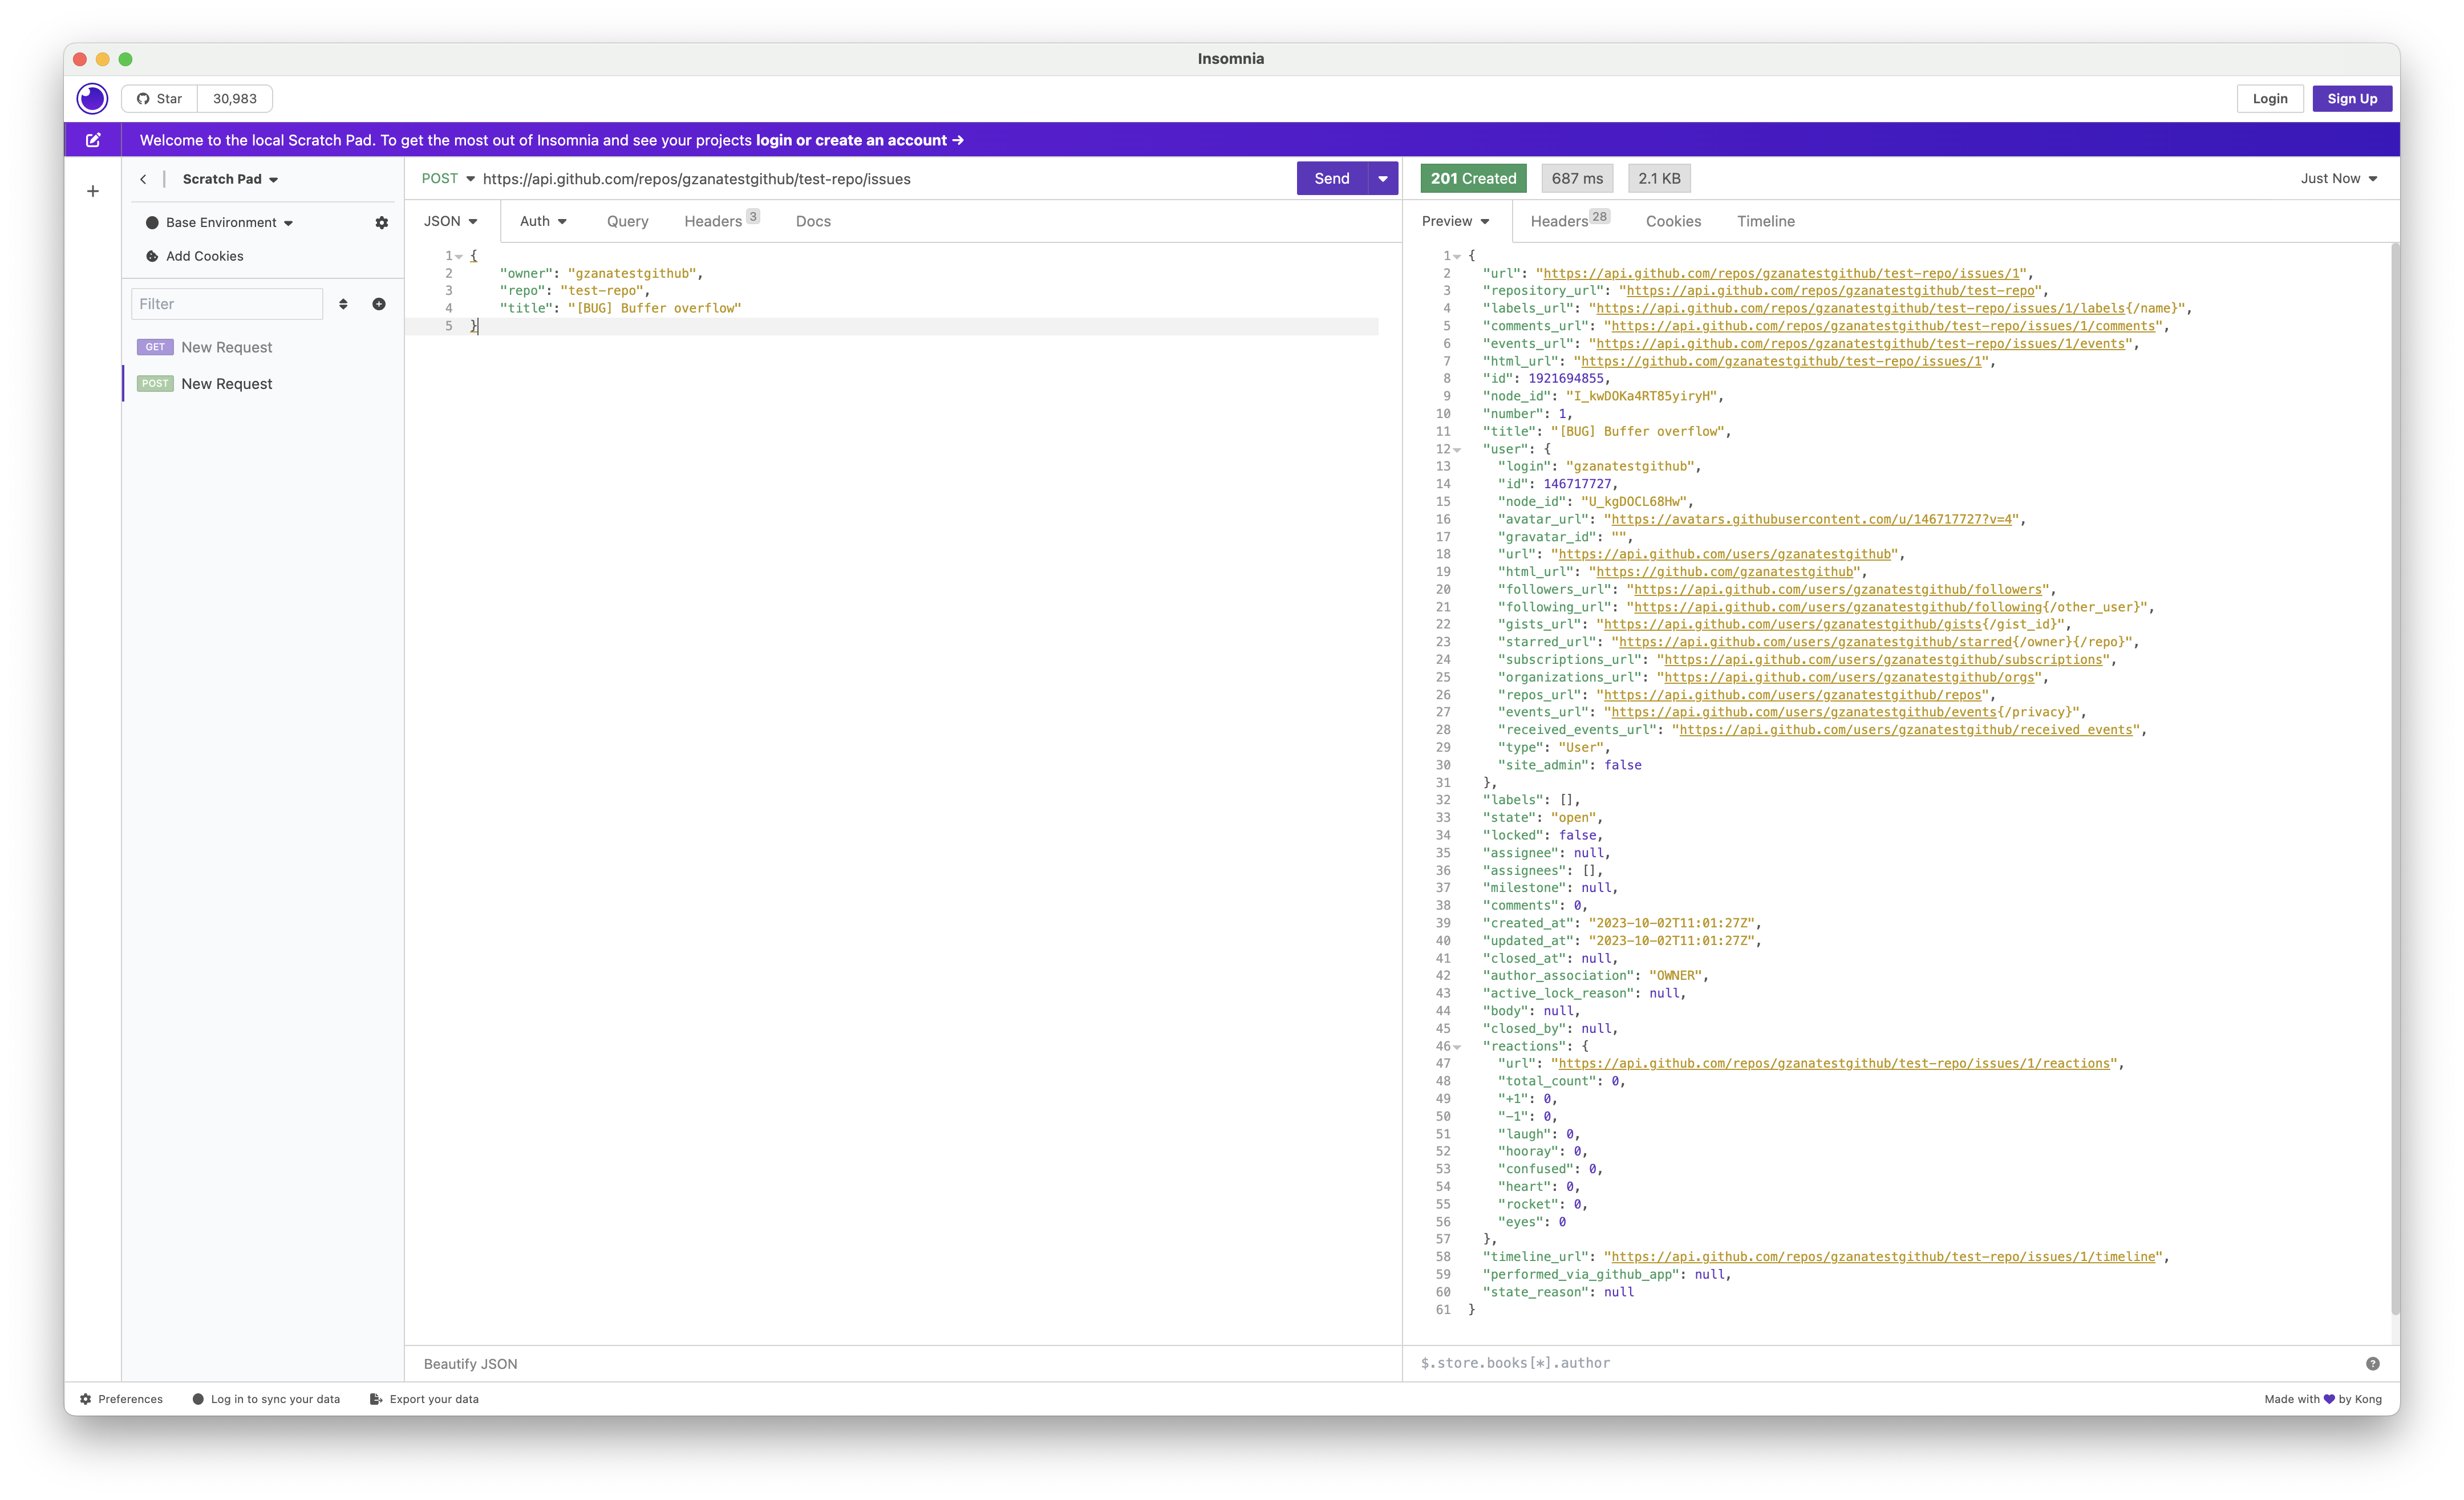 Insomnia
Star 30,983
Login Sign Up
Welcome to the local Scratch Pad. To get the most out of Insomnia and see your projects login or create an account →
Scratch Pad
Base Environment
Add Cookies
Filter
GET New Request
POST New Request
POST https://api.github.com/repos/gzanatestgithub/test-repo/issues Send
JSON Auth Query Headers 3 Docs
1 {
2 "owner": "gzanatestgithub",
3 "repo": "test-repo",
4 "title": "[BUG] Buffer overflow"
5 }
Beautify JSON
201 Created 687 ms 2.1 KB Just Now
Preview Headers 28 Cookies Timeline
1 {
2 "url": "https://api.github.com/repos/gzanatestgithub/test-repo/issues/1",
3 "repository_url": "https://api.github.com/repos/gzanatestgithub/test-repo",
4 "labels_url": "https://api.github.com/repos/gzanatestgithub/test-repo/issues/1/labels{/name}",
5 "comments_url": "https://api.github.com/repos/gzanatestgithub/test-repo/issues/1/comments",
6 "events_url": "https://api.github.com/repos/gzanatestgithub/test-repo/issues/1/events",
7 "html_url": "https://github.com/gzanatestgithub/test-repo/issues/1",
8 "id": 1921694855,
9 "node_id": "I_kwDOKa4RT85yiryH",
10 "number": 1,
11 "title": "[BUG] Buffer overflow",
12 "user": {
13 "login": "gzanatestgithub",
14 "id": 146717727,
15 "node_id": "U_kgDOCL68Hw",
16 "avatar_url": "https://avatars.githubusercontent.com/u/146717727?v=4",
17 "gravatar_id": "",
18 "url": "https://api.github.com/users/gzanatestgithub",
19 "html_url": "https://github.com/gzanatestgithub",
20 "followers_url": "https://api.github.com/users/gzanatestgithub/followers",
21 "following_url": "https://api.github.com/users/gzanatestgithub/following{/other_user}",
22 "gists_url": "https://api.github.com/users/gzanatestgithub/gists{/gist_id}",
23 "starred_url": "https://api.github.com/users/gzanatestgithub/starred{/owner}{/repo}",
24 "subscriptions_url": "https://api.github.com/users/gzanatestgithub/subscriptions",
25 "organizations_url": "https://api.github.com/users/gzanatestgithub/orgs",
26 "repos_url": "https://api.github.com/users/gzanatestgithub/repos",
27 "events_url": "https://api.github.com/users/gzanatestgithub/events{/privacy}",
28 "received_events_url": "https://api.github.com/users/gzanatestgithub/received_events",
29 "type": "User",
30 "site_admin": false
31 },
32 "labels": [],
33 "state": "open",
34 "locked": false,
35 "assignee": null,
36 "assignees": [],
37 "milestone": null,
38 "comments": 0,
39 "created_at": "2023-10-02T11:01:27Z",
40 "updated_at": "2023-10-02T11:01:27Z",
41 "closed_at": null,
42 "author_association": "OWNER",
43 "active_lock_reason": null,
44 "body": null,
45 "closed_by": null,
46 "reactions": {
47 "url": "https://api.github.com/repos/gzanatestgithub/test-repo/issues/1/reactions",
48 "total_count": 0,
49 "+1": 0,
50 "-1": 0,
51 "laugh": 0,
52 "hooray": 0,
53 "confused": 0,
54 "heart": 0,
55 "rocket": 0,
56 "eyes": 0
57 },
58 "timeline_url": "https://api.github.com/repos/gzanatestgithub/test-repo/issues/1/timeline",
59 "performed_via_github_app": null,
60 "state_reason": null
61 }
$.store.books[*].author
Preferences Log in to sync your data Export your data Made with 💜 by Kong